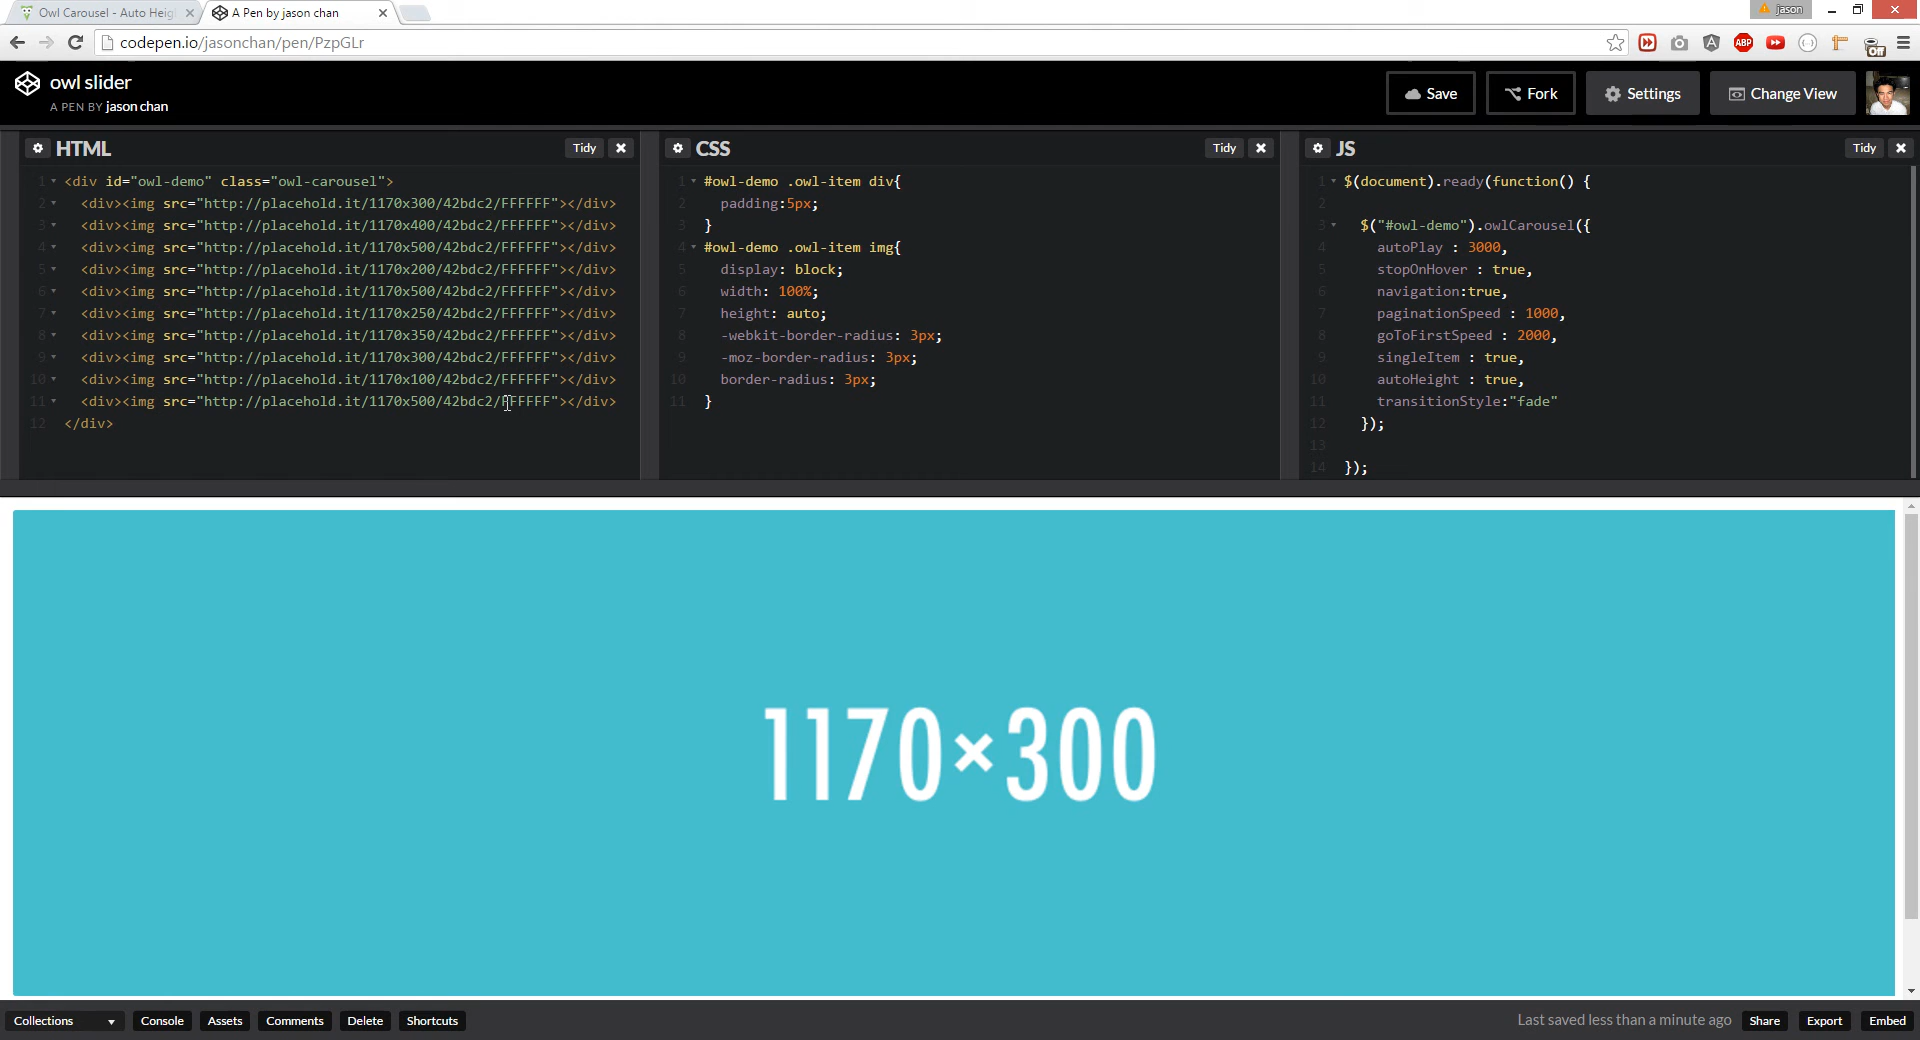 Owl Carousel - Auto Heigh
A Pen by jason chan
jason
codepen.io/jasonchan/pen/PzpGLr
ABP
Off
owl slider
A PEN BY jason chan
Save
Fork
Settings
Change View
HTML
Tidy
1 <div id="owl-demo" class="owl-carousel">
2 <div><img src="http://placehold.it/1170x300/42bdc2/FFFFFF"></div>
3 <div><img src="http://placehold.it/1170x400/42bdc2/FFFFFF"></div>
4 <div><img src="http://placehold.it/1170x500/42bdc2/FFFFFF"></div>
5 <div><img src="http://placehold.it/1170x200/42bdc2/FFFFFF"></div>
6 <div><img src="http://placehold.it/1170x500/42bdc2/FFFFFF"></div>
7 <div><img src="http://placehold.it/1170x250/42bdc2/FFFFFF"></div>
8 <div><img src="http://placehold.it/1170x350/42bdc2/FFFFFF"></div>
9 <div><img src="http://placehold.it/1170x300/42bdc2/FFFFFF"></div>
10 <div><img src="http://placehold.it/1170x100/42bdc2/FFFFFF"></div>
11 <div><img src="http://placehold.it/1170x500/42bdc2/FFFFFF"></div>
12 </div>
CSS
Tidy
1 #owl-demo .owl-item div{
2 padding:5px;
3 }
4 #owl-demo .owl-item img{
5 display: block;
6 width: 100%;
7 height: auto;
8 -webkit-border-radius: 3px;
9 -moz-border-radius: 3px;
10 border-radius: 3px;
11 }
JS
Tidy
1 $(document).ready(function() {
2
3 $("#owl-demo").owlCarousel({
4 autoPlay : 3000,
5 stopOnHover : true,
6 navigation:true,
7 paginationSpeed : 1000,
8 goToFirstSpeed : 2000,
9 singleItem : true,
10 autoHeight : true,
11 transitionStyle:"fade"
12 });
13
14 });
1170×300
Collections
Console
Assets
Comments
Delete
Shortcuts
Last saved less than a minute ago
Share
Export
Embed